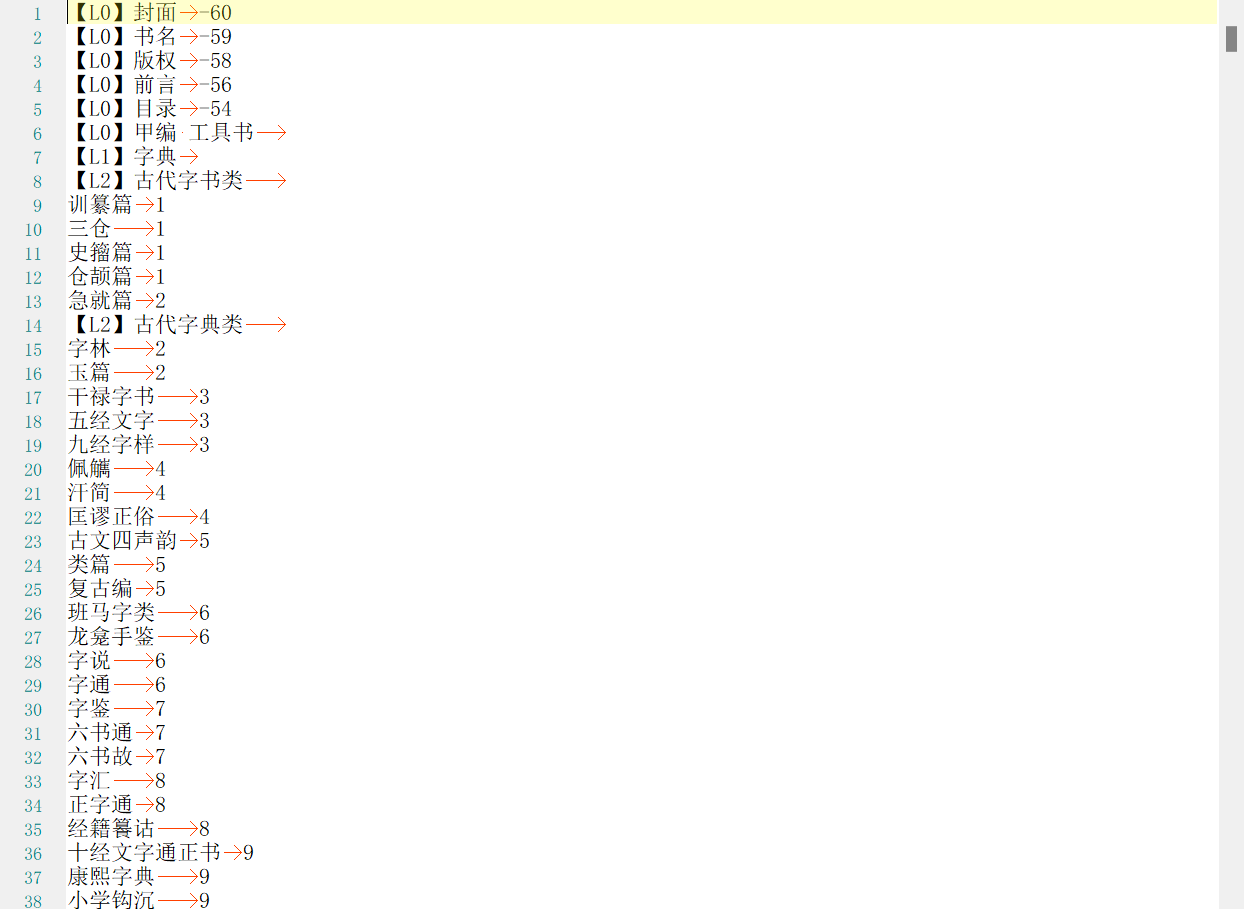 1 【L0】封面→-60
2 【L0】书名→-59
3 【L0】版权→-58
4 【L0】前言→-56
5 【L0】目录→-54
6 【L0】甲编·工具书→
7 【L1】字典→
8 【L2】古代字书类→
9 训纂篇→1
10 三仓→1
11 史籀篇→1
12 仓颉篇→1
13 急就篇→2
14 【L2】古代字典类→
15 字林→2
16 玉篇→2
17 干禄字书→3
18 五经文字→3
19 九经字样→3
20 佩觿→4
21 汗简→4
22 匡谬正俗→4
23 古文四声韵→5
24 类篇→5
25 复古编→5
26 班马字类→6
27 龙龛手鉴→6
28 字说→6
29 字通→6
30 字鉴→7
31 六书通→7
32 六书故→7
33 字汇→8
34 正字通→8
35 经籍籑诂→8
36 十经文字通正书→9
37 康熙字典→9
38 小学钩沉→9